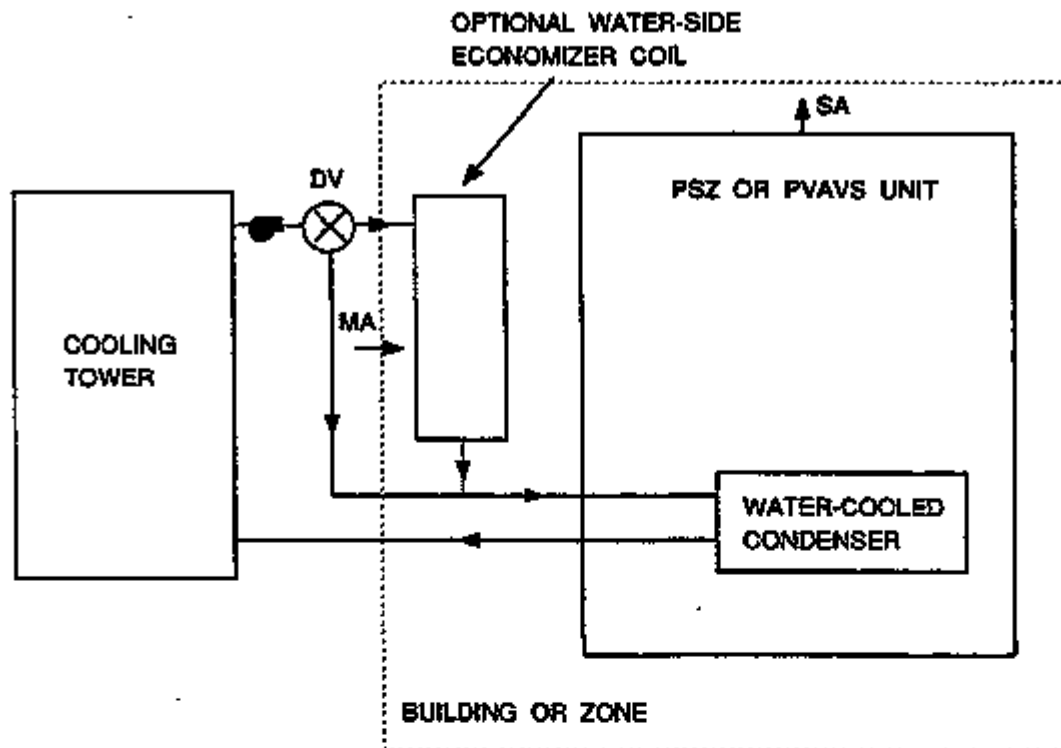 OPTIONAL WATER-SIDE
ECONOMIZER COIL
SA
DV
PSZ OR PVAVS UNIT
MA
COOLING
TOWER
WATER-COOLED
CONDENSER
BUILDING OR ZONE